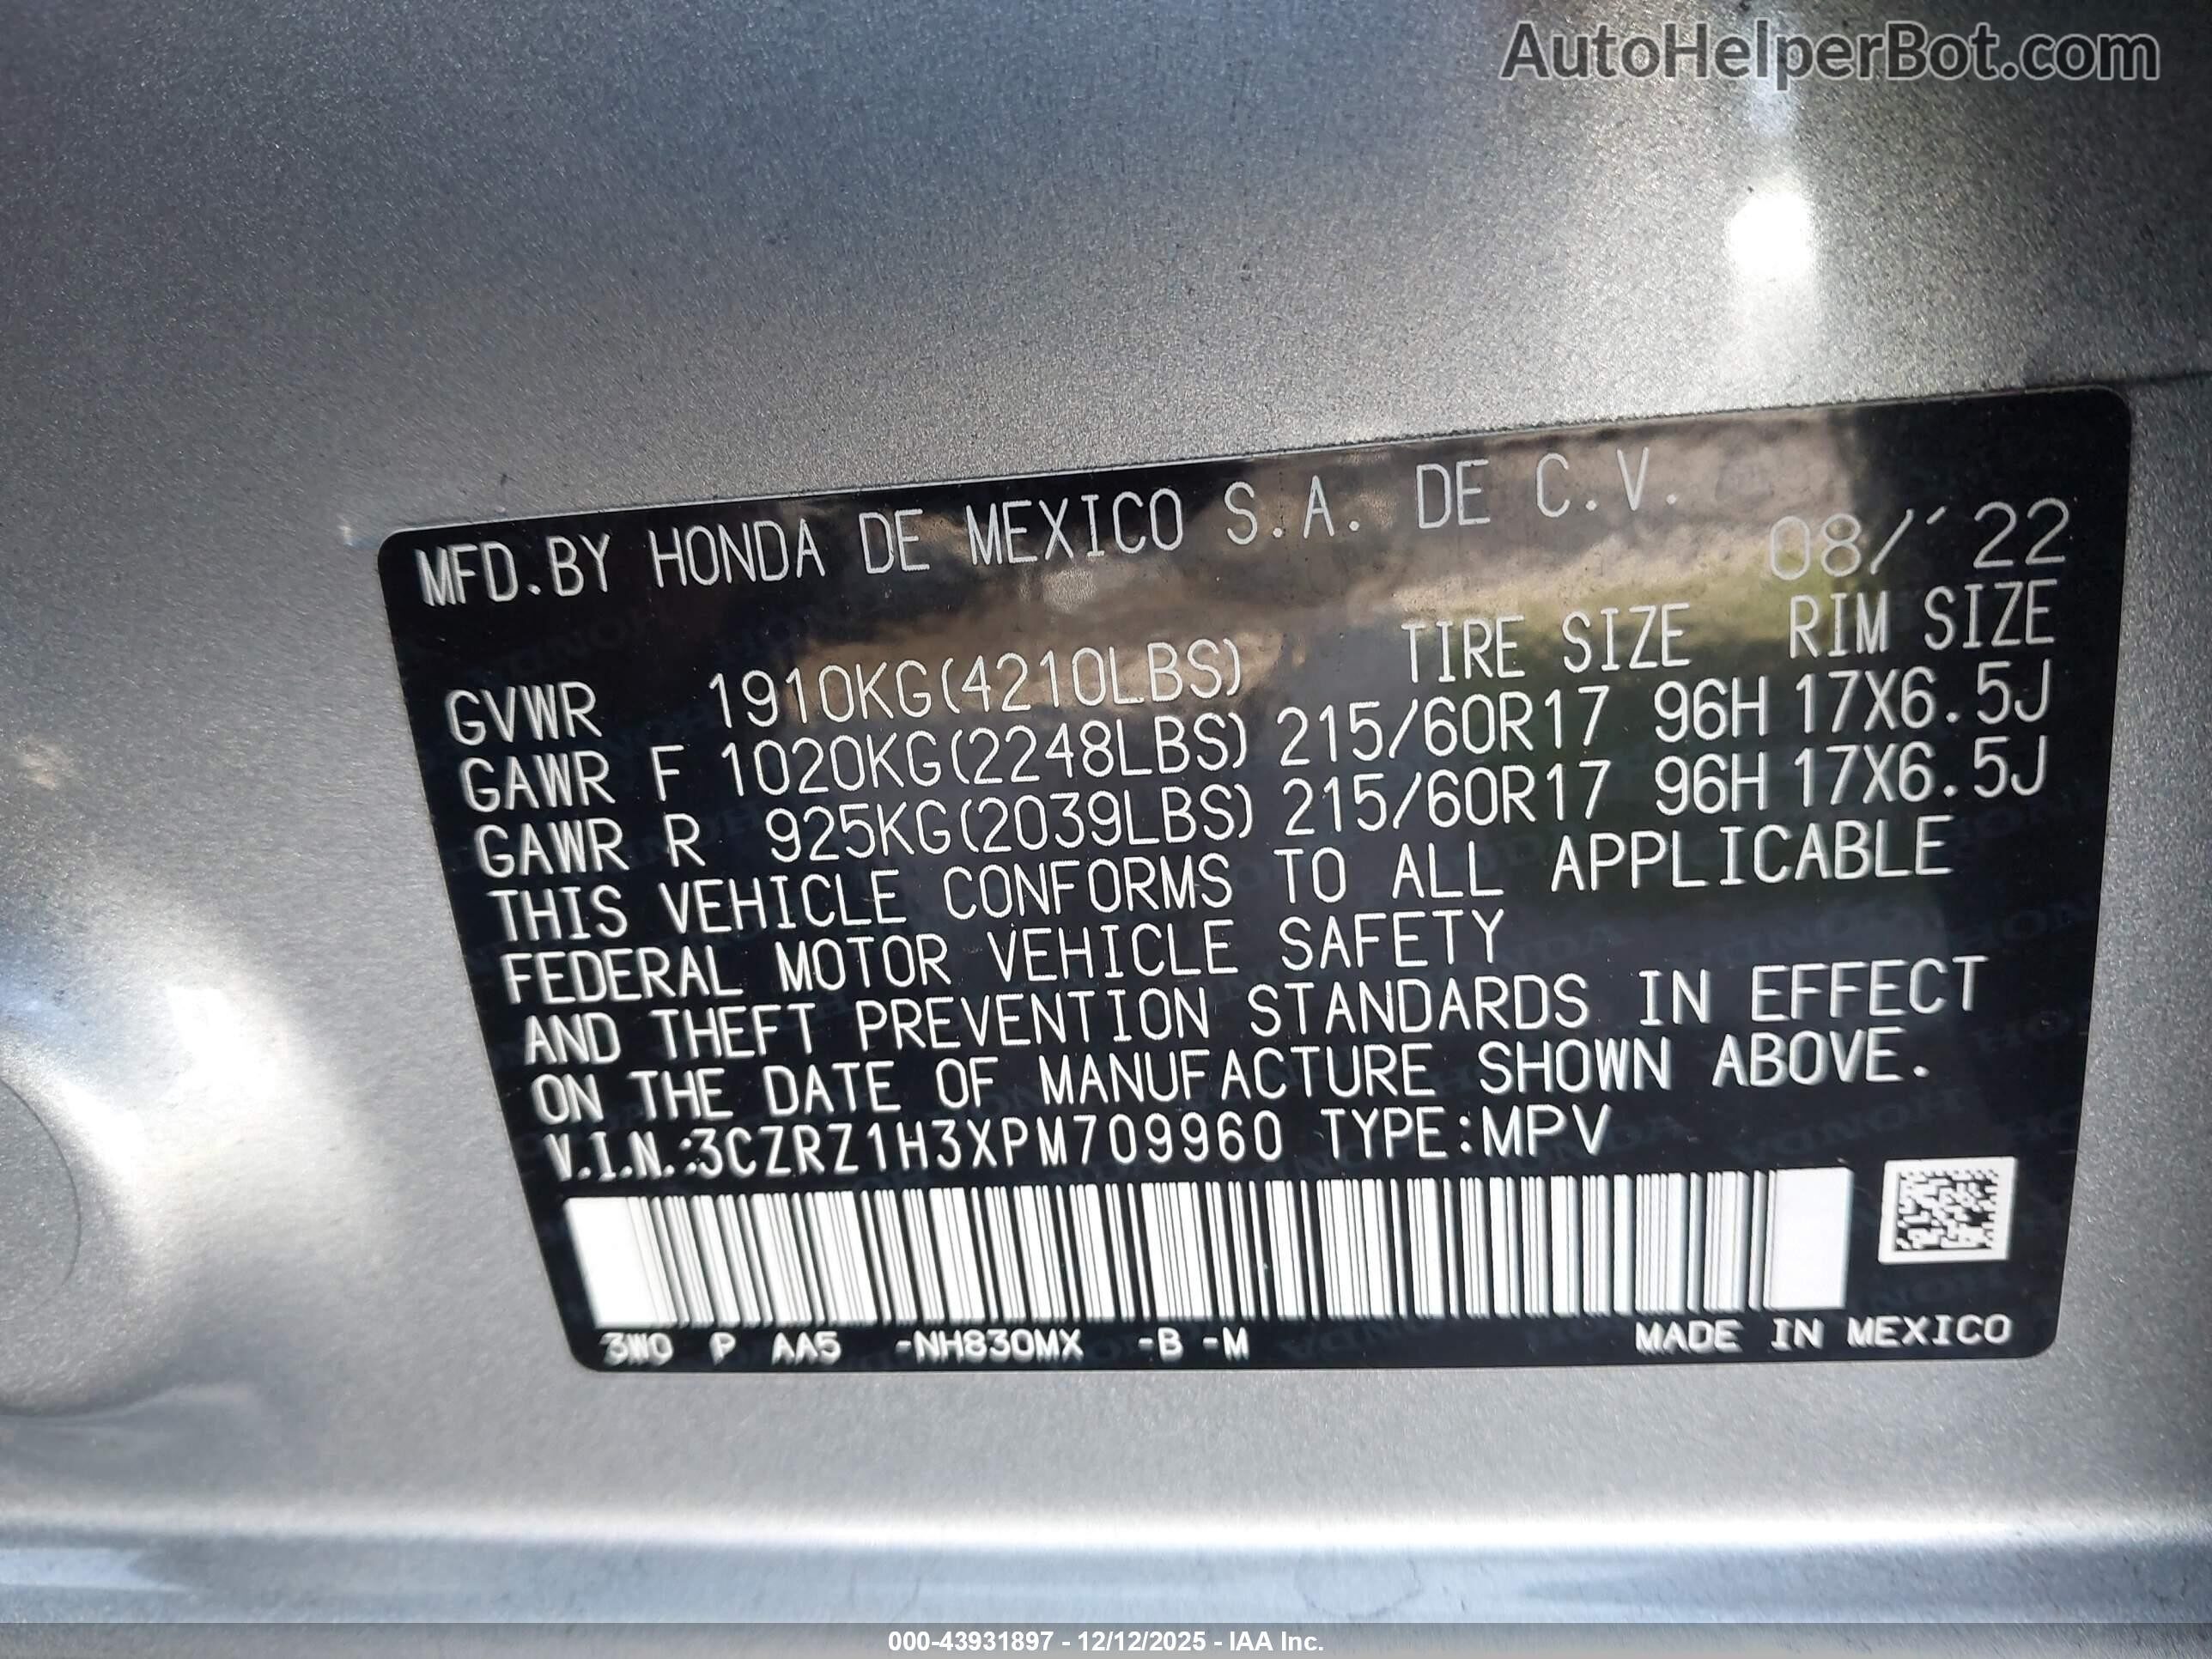 AutoHelperBot.com
MFD.BY HONDA DE MEXICO S.A. DE C.V.
08/´22
TIRE SIZE RIM SIZE
GVWR 1910KG(4210LBS)
GAWR F 1020KG(2248LBS) 215/60R17 96H 17X6.5J
GAWR R 925KG(2039LBS) 215/60R17 96H 17X6.5J
THIS VEHICLE CONFORMS TO ALL APPLICABLE
FEDERAL MOTOR VEHICLE SAFETY
AND THEFT PREVENTION STANDARDS IN EFFECT
ON THE DATE OF MANUFACTURE SHOWN ABOVE.
V.I.N.:3CZRZ1H3XPM709960 TYPE:MPV
3W0 P AA5 -NH830MX -B -M MADE IN MEXICO
000-43931897 - 12/12/2025 - IAA Inc.